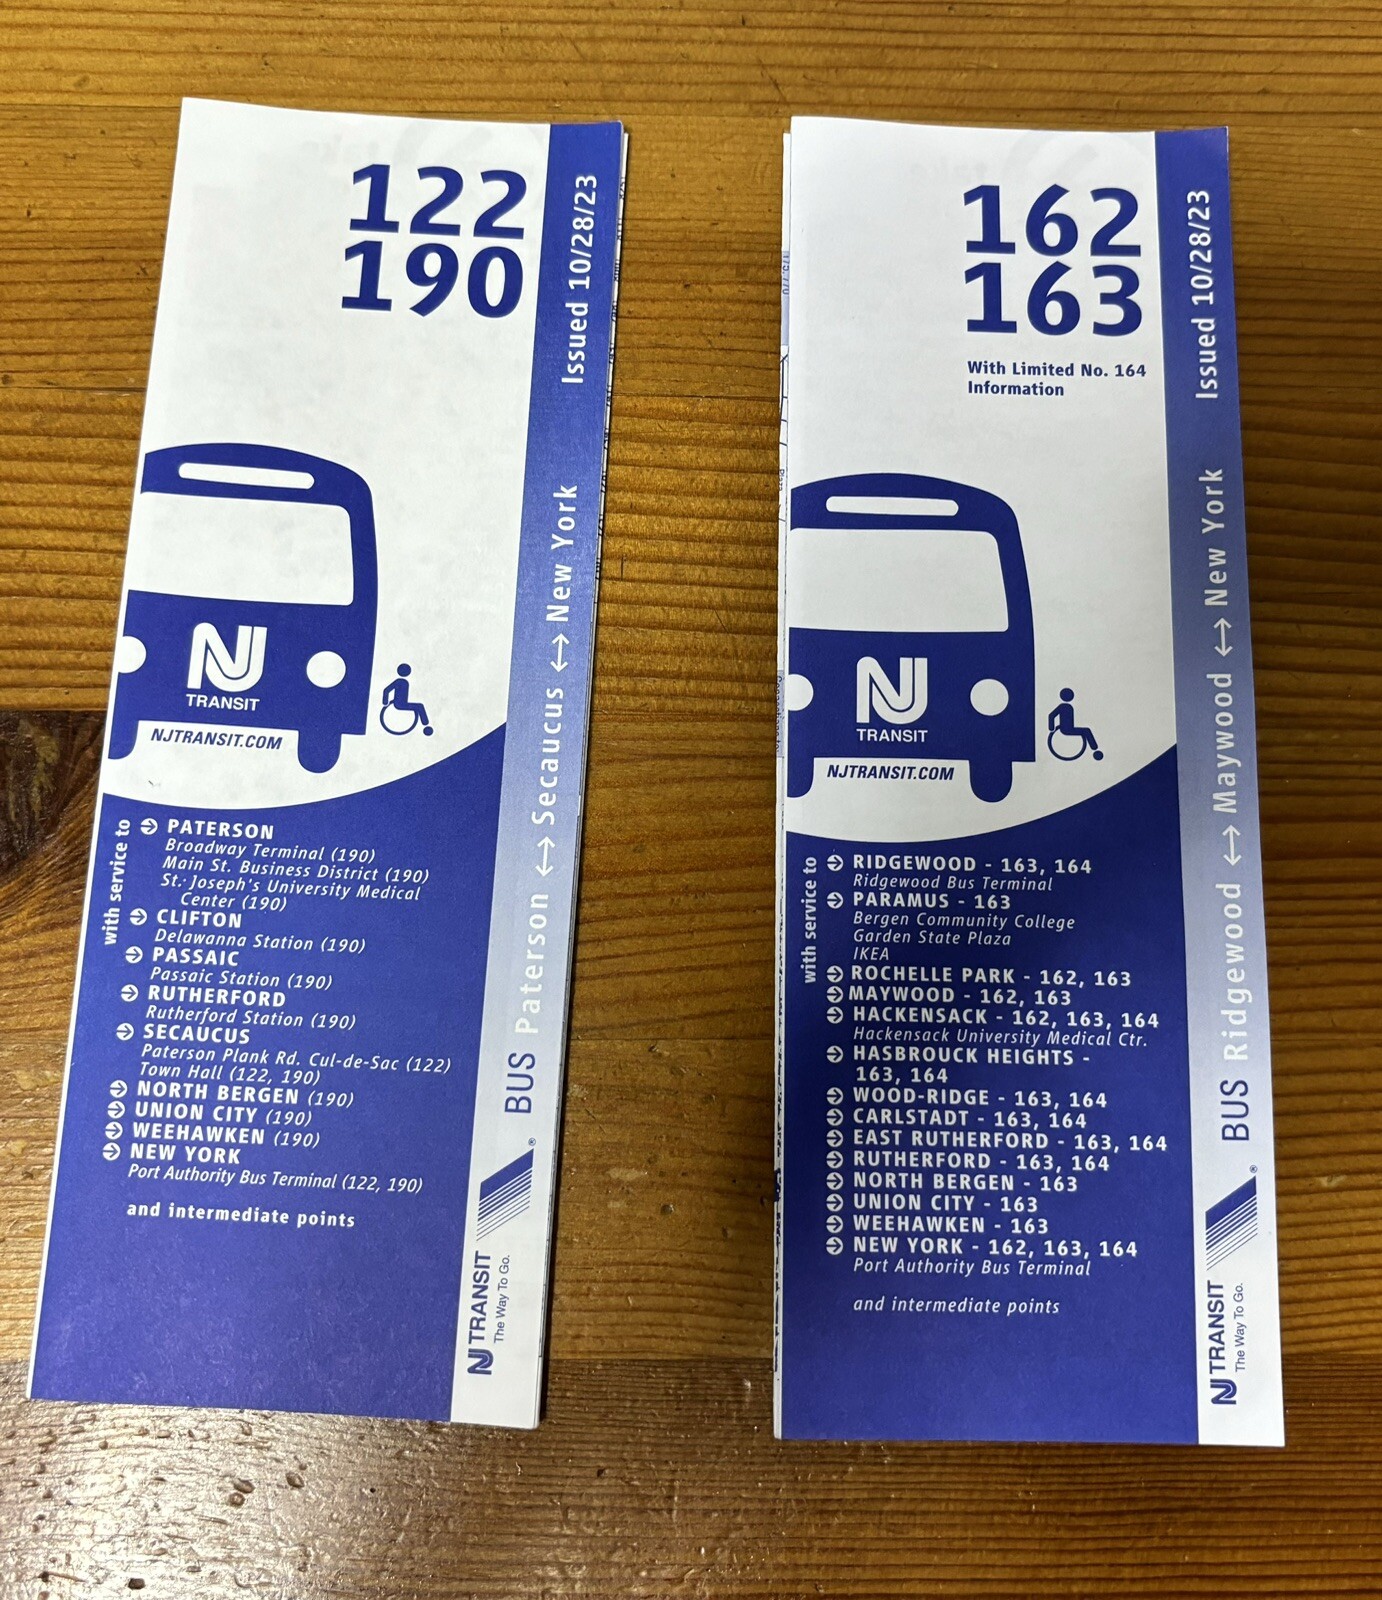 122
190
Issued 10/28/23
NJ
TRANSIT
NJTRANSIT.COM
with service to
PATERSON
Broadway Terminal (190)
Main St. Business District (190)
St. Joseph's University Medical
Center (190)
CLIFTON
Delawanna Station (190)
PASSAIC
Passaic Station (190)
RUTHERFORD
Rutherford Station (190)
SECAUCUS
Paterson Plank Rd. Cul-de-Sac (122)
Town Hall (122, 190)
NORTH BERGEN (190)
UNION CITY (190)
WEEHAWKEN (190)
NEW YORK
Port Authority Bus Terminal (122, 190)
and intermediate points
BUS Paterson ↔ Secaucus ↔ New York
NJ TRANSIT ®
The Way To Go.
162
163
With Limited No. 164
Information
Issued 10/28/23
NJ
TRANSIT
NJTRANSIT.COM
with service to
RIDGEWOOD - 163, 164
Ridgewood Bus Terminal
PARAMUS - 163
Bergen Community College
Garden State Plaza
IKEA
ROCHELLE PARK - 162, 163
MAYWOOD - 162, 163
HACKENSACK - 162, 163, 164
Hackensack University Medical Ctr.
HASBROUCK HEIGHTS -
163, 164
WOOD-RIDGE - 163, 164
CARLSTADT - 163, 164
EAST RUTHERFORD - 163, 164
RUTHERFORD - 163, 164
NORTH BERGEN - 163
UNION CITY - 163
WEEHAWKEN - 163
NEW YORK - 162, 163, 164
Port Authority Bus Terminal
and intermediate points
BUS Ridgewood ↔ Maywood ↔ New York
NJ TRANSIT ®
The Way To Go.